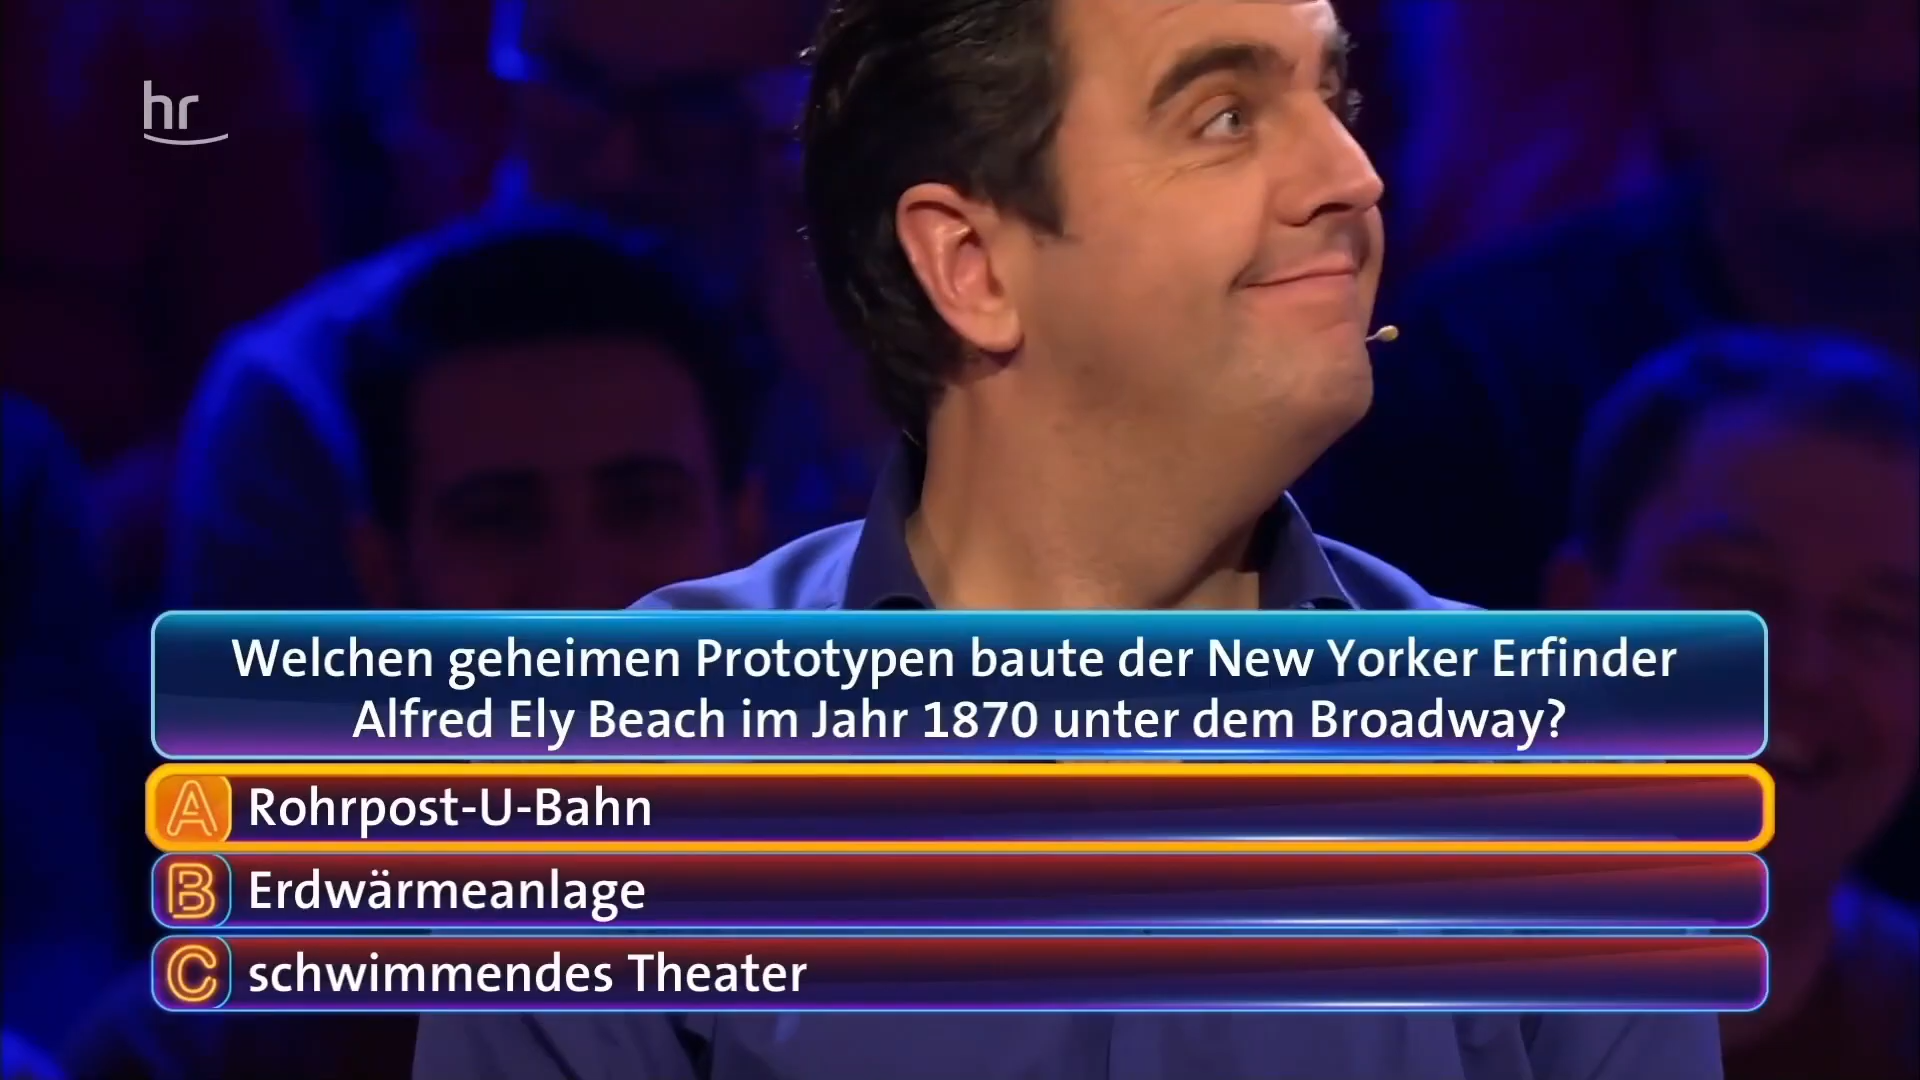 hr
Welchen geheimen Prototypen baute der New Yorker Erfinder
Alfred Ely Beach im Jahr 1870 unter dem Broadway?
A Rohrpost-U-Bahn
B Erdwärmeanlage
C schwimmendes Theater